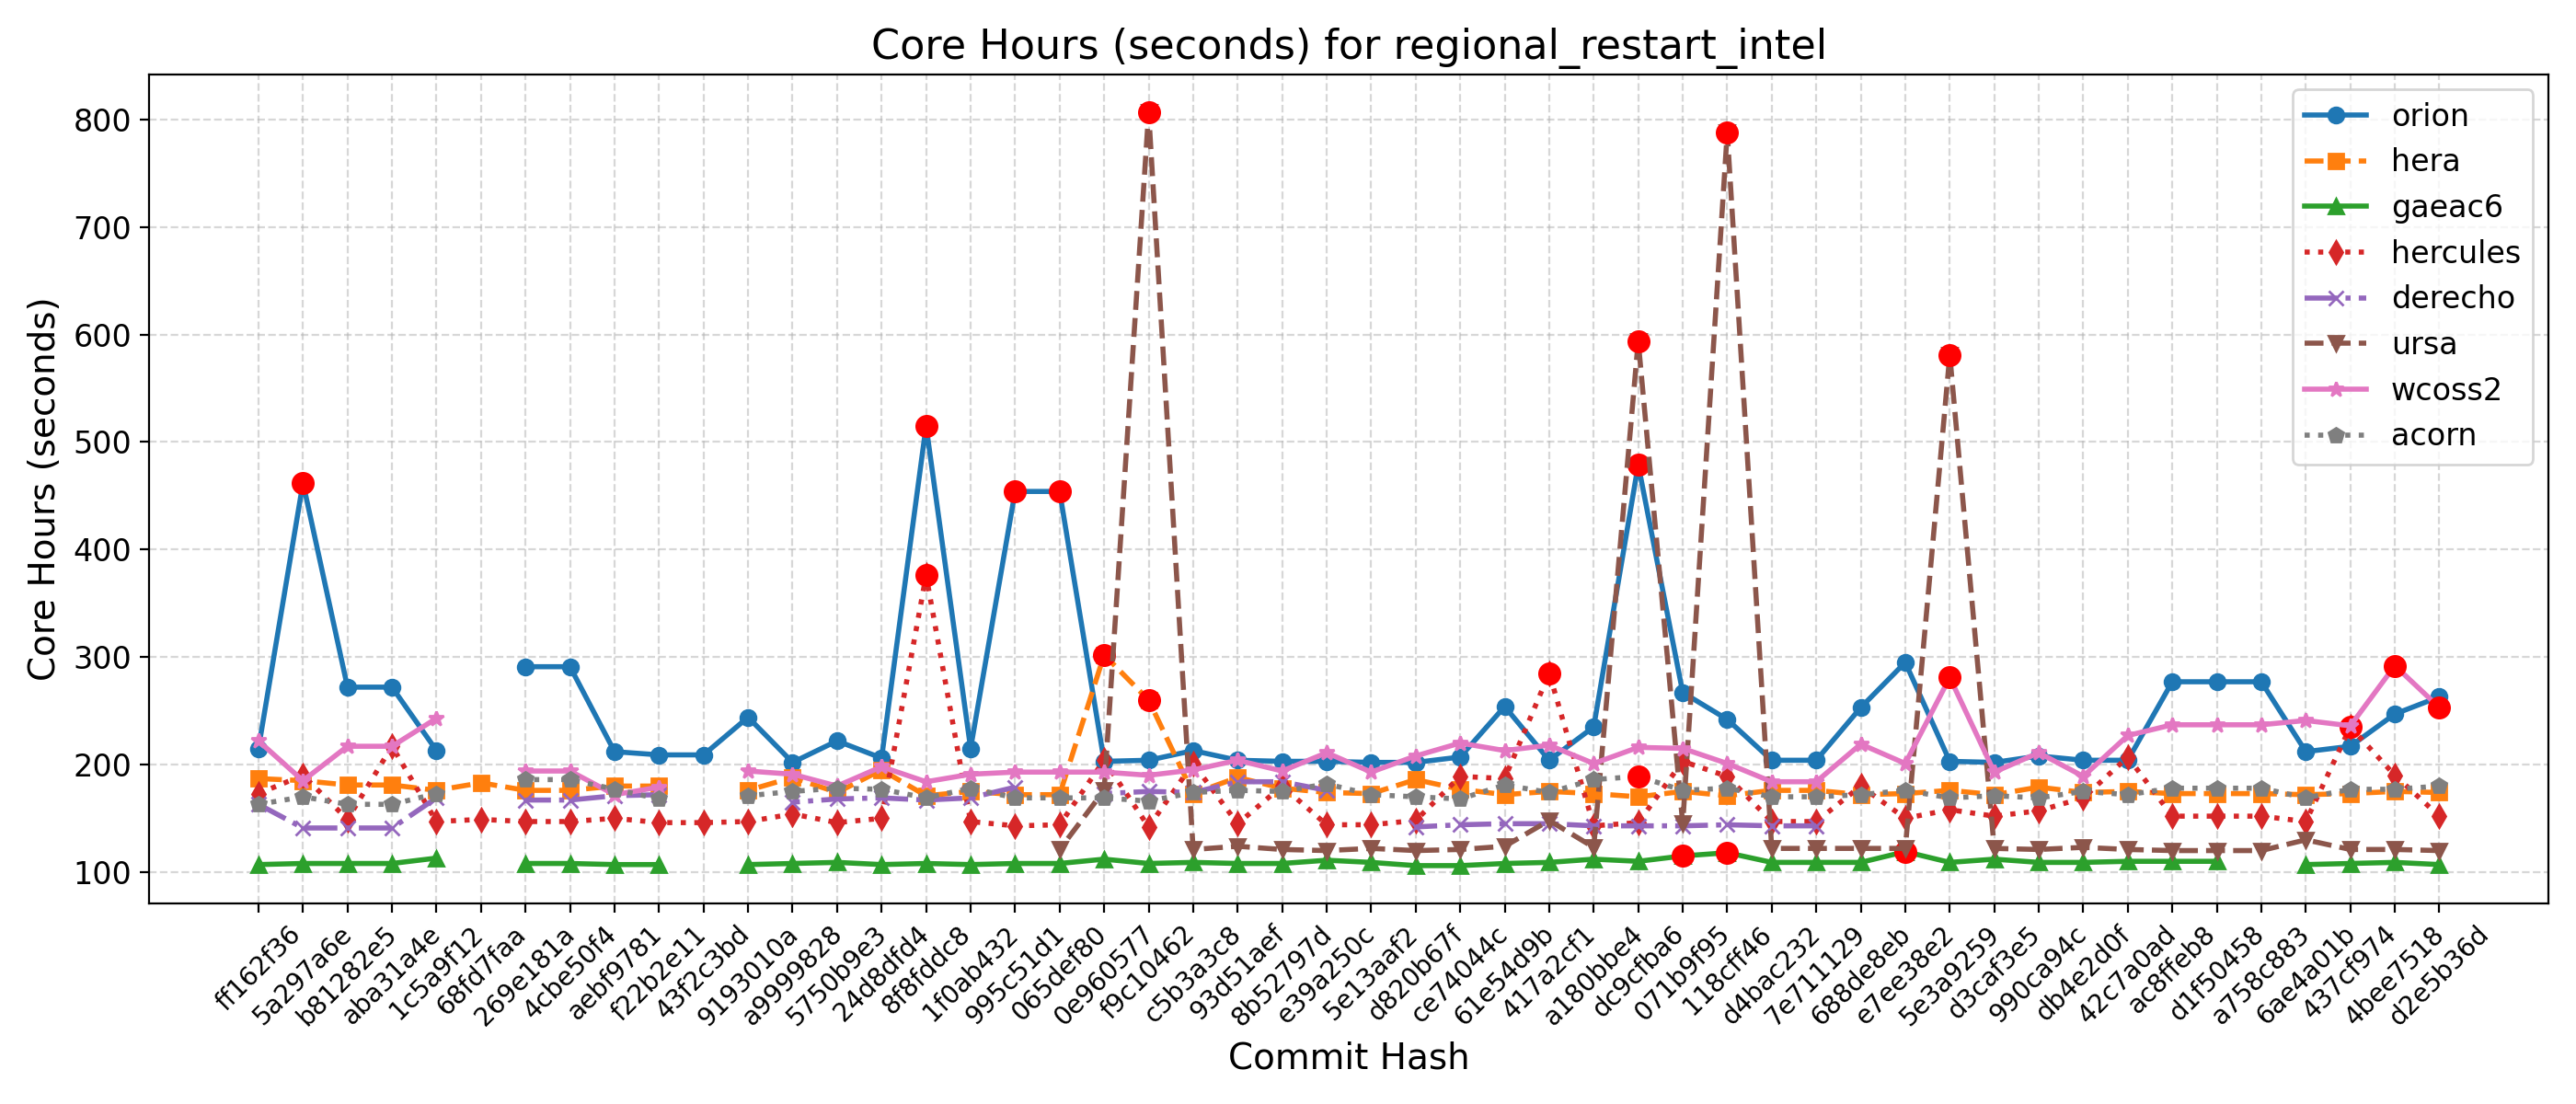 Core Hours (seconds) for regional_restart_intel
Core Hours (seconds)
800
700
600
500
400
300
200
100
orion
hera
gaeac6
hercules
derecho
ursa
wcoss2
acorn
ff162f36
5a297a6e
b81282e5
aba31a4e
1c5a9f12
68fd7faa
269e181a
4cbe50f4
aebf9781
f22b2e11
43f2c3bd
9193010a
a9999828
5750b9e3
24d8dfd4
8f8fddc8
1f0ab432
995c51d1
065def80
0e960577
f9c10462
c5b3a3c8
93d51aef
8b52797d
e39a250c
5e13aaf2
d820b67f
ce74044c
61e54d9b
417a2cf1
a180bbe4
dc9cfba6
071b9f95
118cff46
d4bac232
7e711129
688de8eb
e7ee38e2
5e3a9259
d3caf3e5
990ca94c
db4e2d0f
42c7a0ad
ac8ffeb8
d1f50458
a758c883
6ae4a01b
437cf974
4bee7518
d2e5b36d
Commit Hash